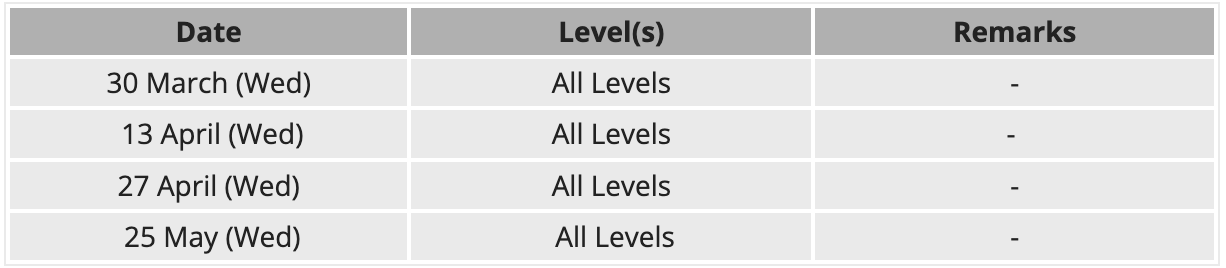 Date Level(s) Remarks
30 March (Wed) All Levels -
13 April (Wed) All Levels -
27 April (Wed) All Levels -
25 May (Wed) All Levels -